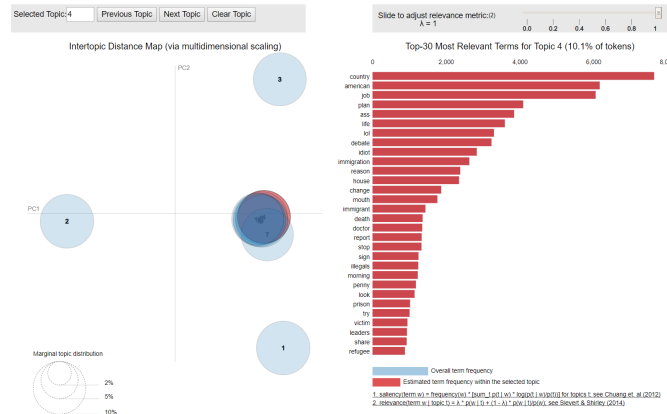 Selected Topic: 4 Previous Topic Next Topic Clear Topic
Slide to adjust relevance metric:(2)
λ = 1
0.0 0.2 0.4 0.6 0.8 1
Intertopic Distance Map (via multidimensional scaling)
PC2
PC1
3
2
7
1
Marginal topic distribution
2%
5%
10%
Top-30 Most Relevant Terms for Topic 4 (10.1% of tokens)
0 2,000 4,000 6,000
country
american
job
plan
ass
life
lol
debate
idiot
immigration
reason
house
change
mouth
immigrant
death
doctor
report
stop
sign
illegals
morning
penny
look
prison
try
victim
leaders
share
refugee
Overall term frequency
Estimated term frequency within the selected topic
1. saliency(term w) = frequency(w) * [sum_t p(t | w) * log(p(t | w)/p(t))] for topics t; see Chuang et. al (2012)
2. relevance(term w | topic t) = λ * p(w | t) + (1 - λ) * p(w | t)/p(w); see Sievert & Shirley (2014)